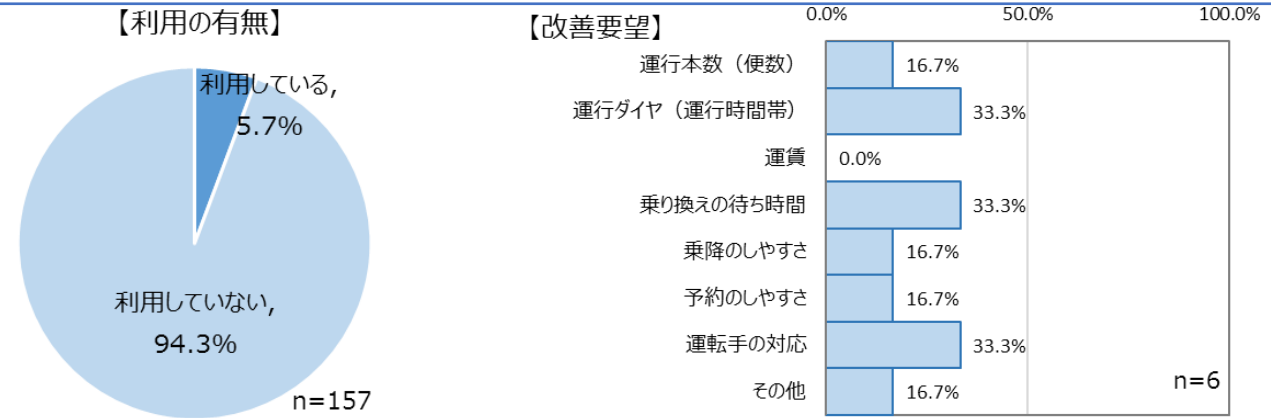 【利用の有無】
利用している,
5.7%
利用していない,
94.3%
n=157
【改善要望】
0.0% 50.0% 100.0%
運行本数（便数） 16.7%
運行ダイヤ（運行時間帯） 33.3%
運賃 0.0%
乗り換えの待ち時間 33.3%
乗降のしやすさ 16.7%
予約のしやすさ 16.7%
運転手の対応 33.3%
その他 16.7%
n=6